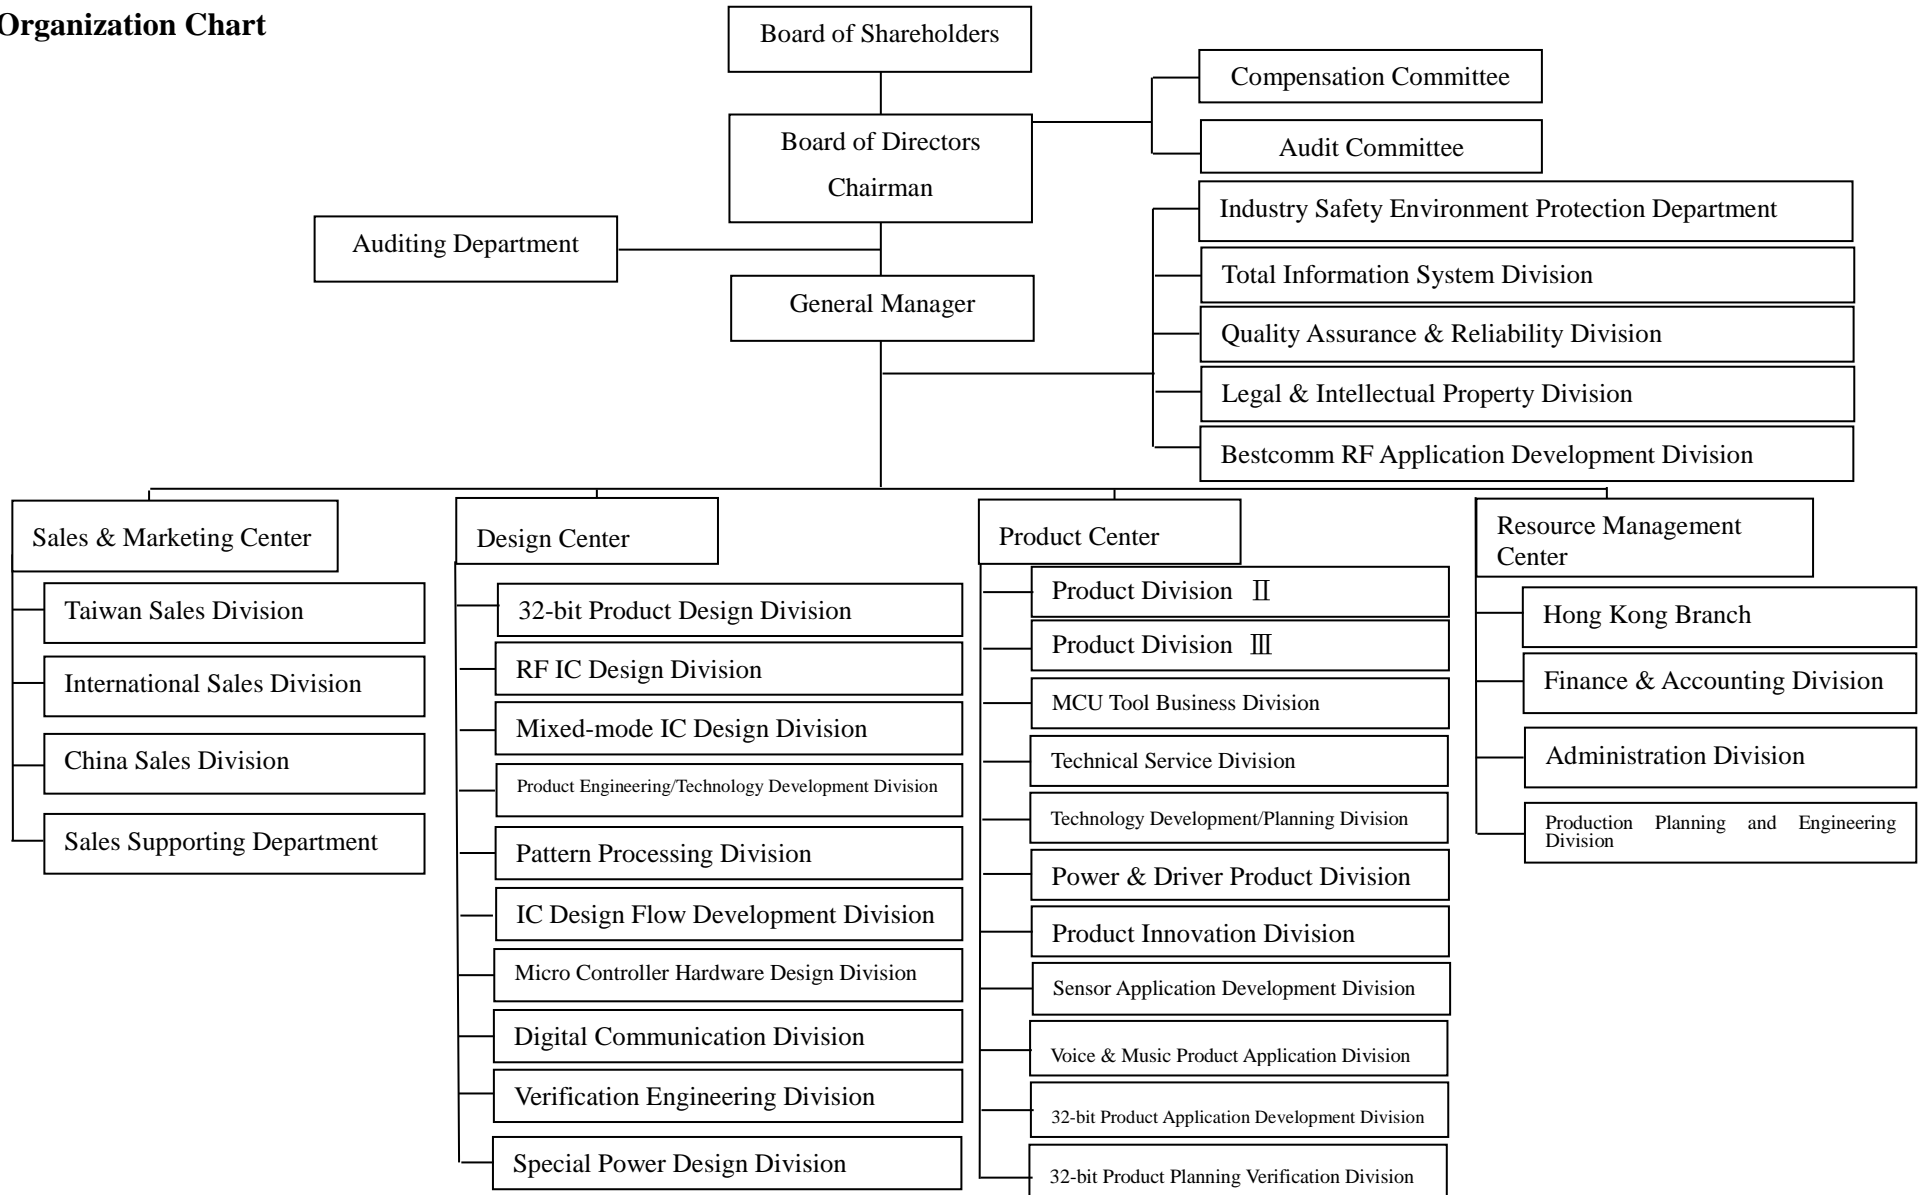 Organization Chart
Board of Shareholders
Compensation Committee
Board of Directors
Chairman
Audit Committee
Industry Safety Environment Protection Department
Auditing Department
Total Information System Division
General Manager
Quality Assurance & Reliability Division
Legal & Intellectual Property Division
Bestcomm RF Application Development Division
Sales & Marketing Center
Taiwan Sales Division
International Sales Division
China Sales Division
Sales Supporting Department
Design Center
32-bit Product Design Division
RF IC Design Division
Mixed-mode IC Design Division
Product Engineering/Technology Development Division
Pattern Processing Division
IC Design Flow Development Division
Micro Controller Hardware Design Division
Digital Communication Division
Verification Engineering Division
Special Power Design Division
Product Center
Product Division Ⅱ
Product Division Ⅲ
MCU Tool Business Division
Technical Service Division
Technology Development/Planning Division
Power & Driver Product Division
Product Innovation Division
Sensor Application Development Division
Voice & Music Product Application Division
32-bit Product Application Development Division
32-bit Product Planning Verification Division
Resource Management
Center
Hong Kong Branch
Finance & Accounting Division
Administration Division
Production Planning and Engineering
Division